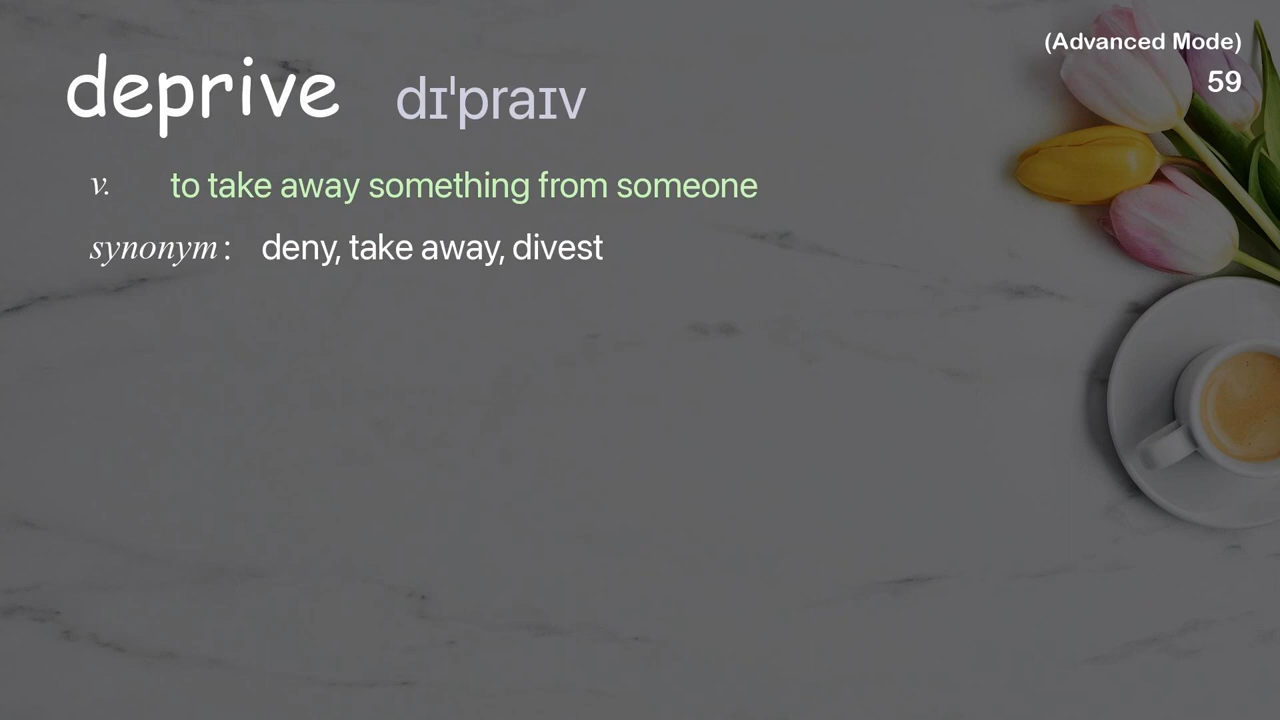 (Advanced Mode)
59
deprive dɪˈpraɪv
v. to take away something from someone
synonym : deny, take away, divest